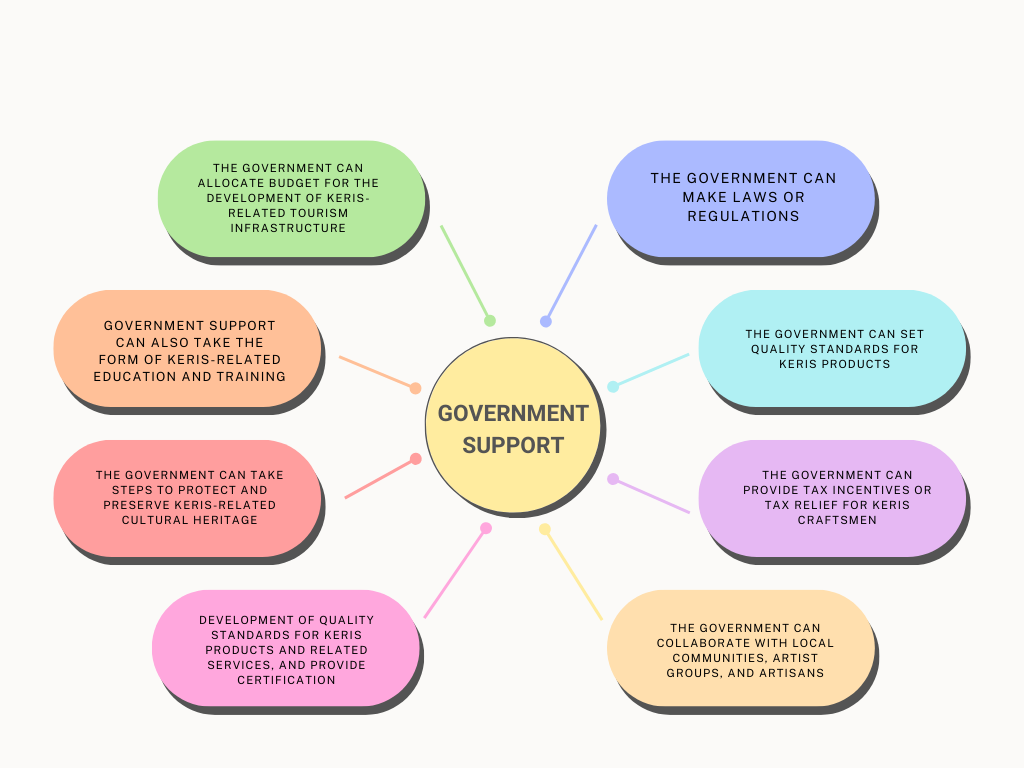 THE GOVERNMENT CAN
ALLOCATE BUDGET FOR THE
DEVELOPMENT OF KERIS-
RELATED TOURISM
INFRASTRUCTURE
THE GOVERNMENT CAN
MAKE LAWS OR
REGULATIONS
GOVERNMENT SUPPORT
CAN ALSO TAKE THE
FORM OF KERIS-RELATED
EDUCATION AND TRAINING
THE GOVERNMENT CAN SET
QUALITY STANDARDS FOR
KERIS PRODUCTS
GOVERNMENT
SUPPORT
THE GOVERNMENT CAN TAKE
STEPS TO PROTECT AND
PRESERVE KERIS-RELATED
CULTURAL HERITAGE
THE GOVERNMENT CAN
PROVIDE TAX INCENTIVES OR
TAX RELIEF FOR KERIS
CRAFTSMEN
DEVELOPMENT OF QUALITY
STANDARDS FOR KERIS
PRODUCTS AND RELATED
SERVICES, AND PROVIDE
CERTIFICATION
THE GOVERNMENT CAN
COLLABORATE WITH LOCAL
COMMUNITIES, ARTIST
GROUPS, AND ARTISANS